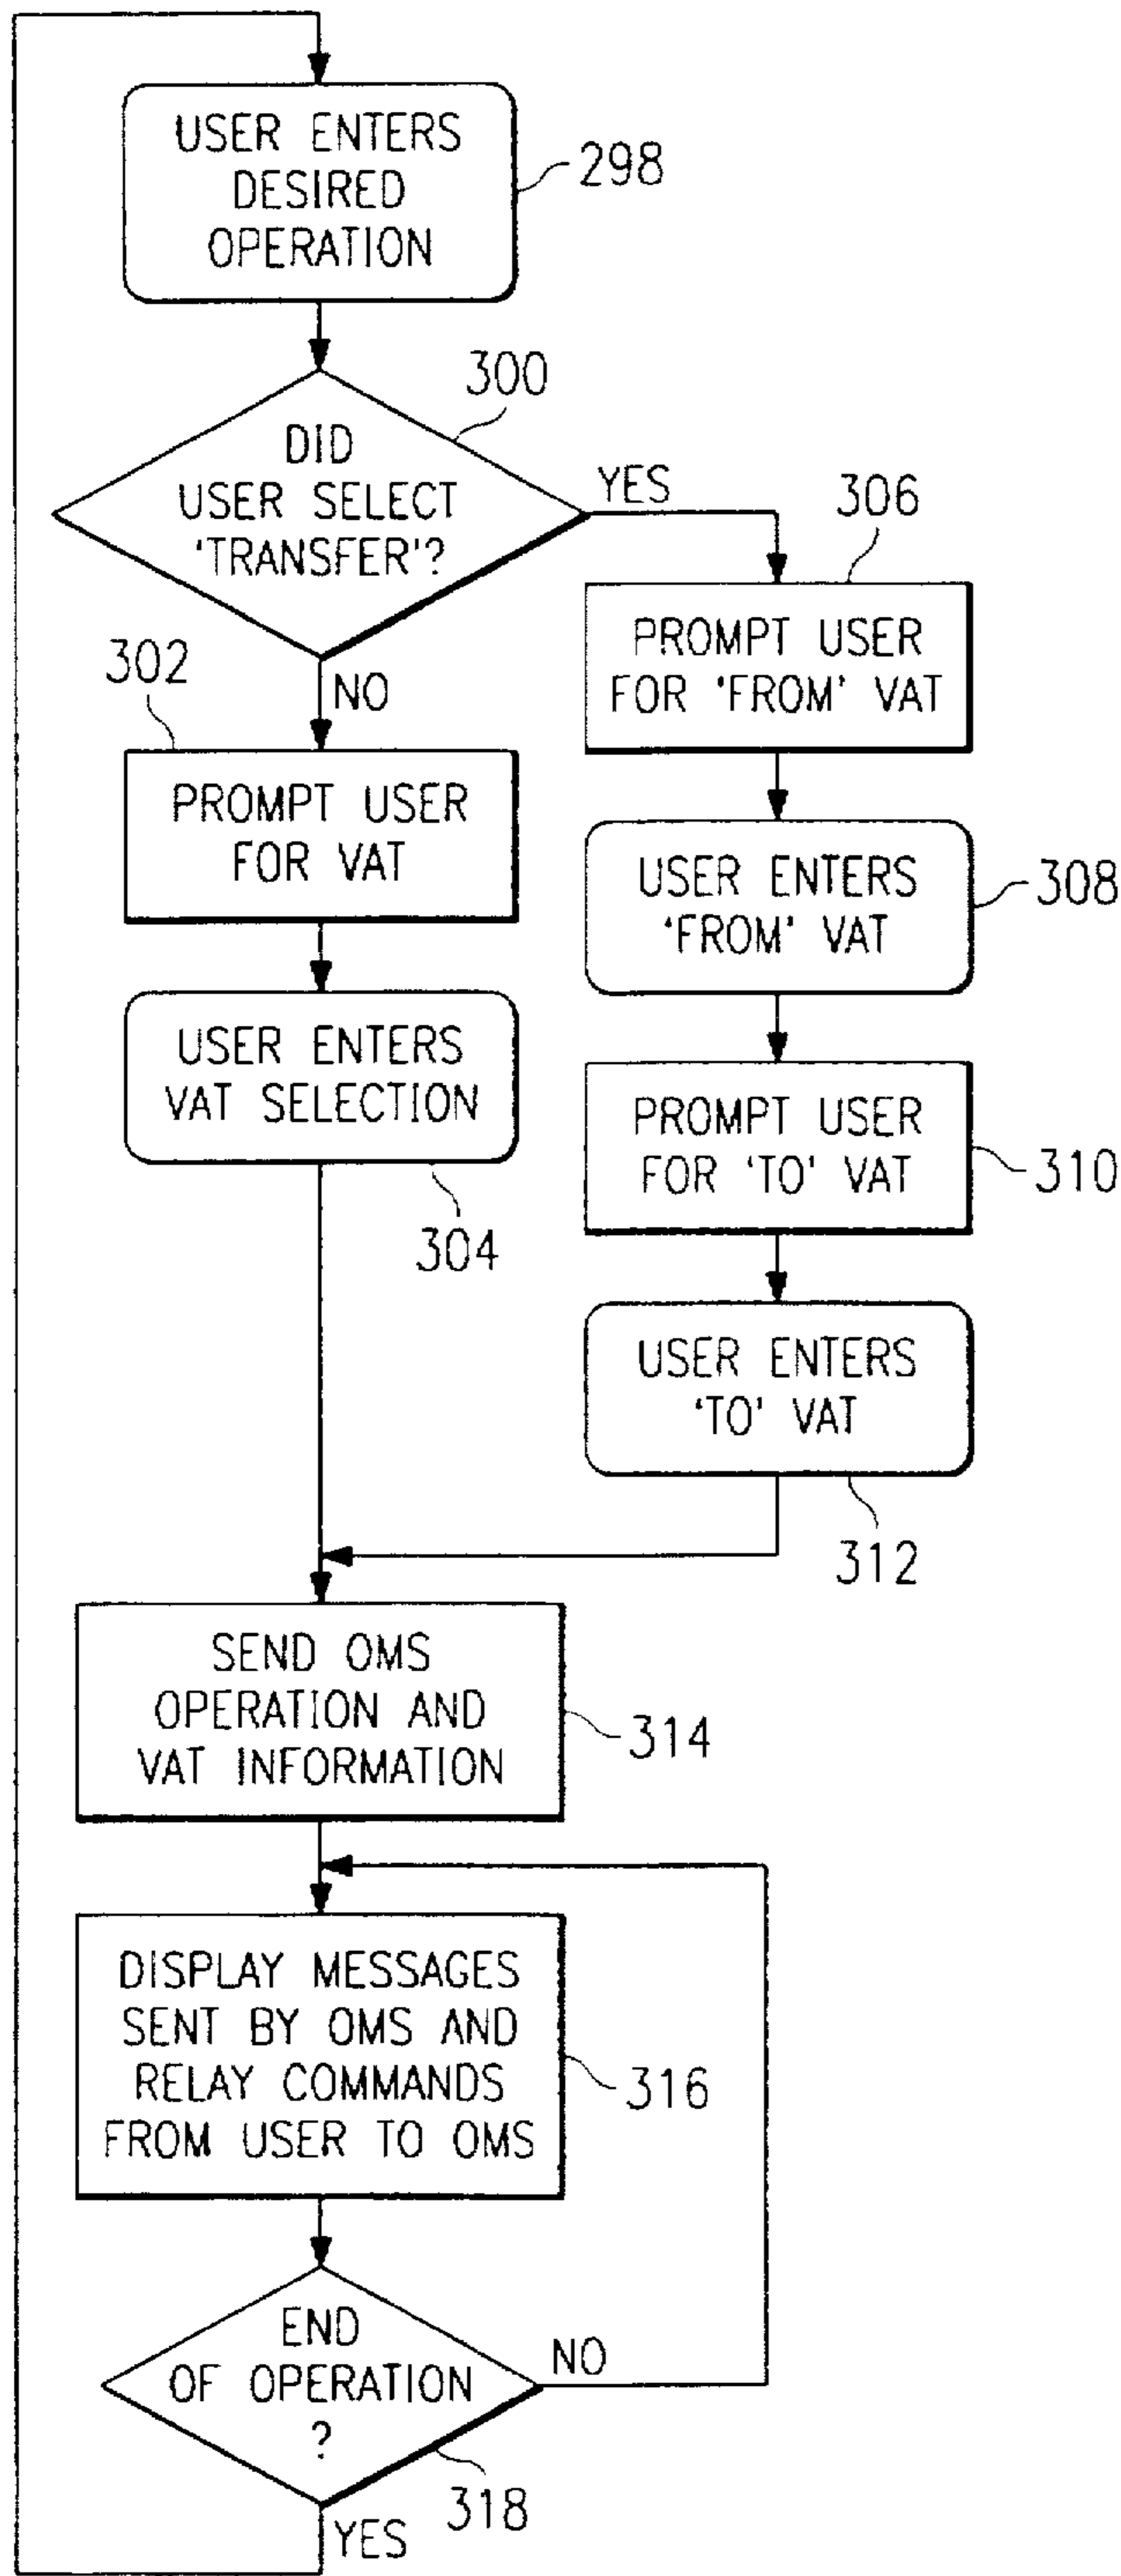 USER ENTERS
DESIRED
OPERATION
298
300
DID
USER SELECT
'TRANSFER'?
YES
NO
302
PROMPT USER
FOR VAT
USER ENTERS
VAT SELECTION
304
306
PROMPT USER
FOR 'FROM' VAT
USER ENTERS
'FROM' VAT
308
PROMPT USER
FOR 'TO' VAT
310
USER ENTERS
'TO' VAT
312
SEND OMS
OPERATION AND
VAT INFORMATION
314
DISPLAY MESSAGES
SENT BY OMS AND
RELAY COMMANDS
FROM USER TO OMS
316
END
OF OPERATION
?
NO
318
YES